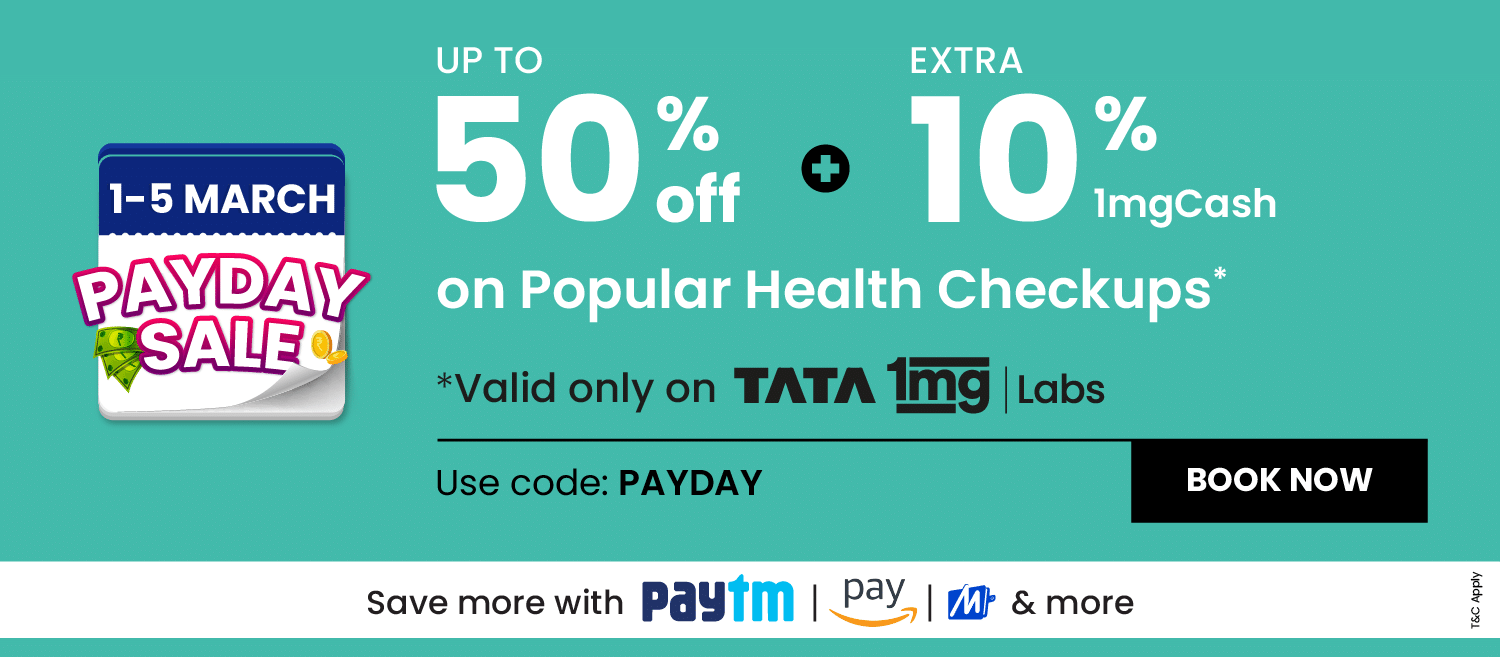 1-5 MARCH
PAYDAY
SALE
UP TO
50% off
EXTRA
10% 1mgCash
on Popular Health Checkups*
*Valid only on TATA 1mg | Labs
Use code: PAYDAY
BOOK NOW
Save more with paytm | pay | M & more
T&C Apply